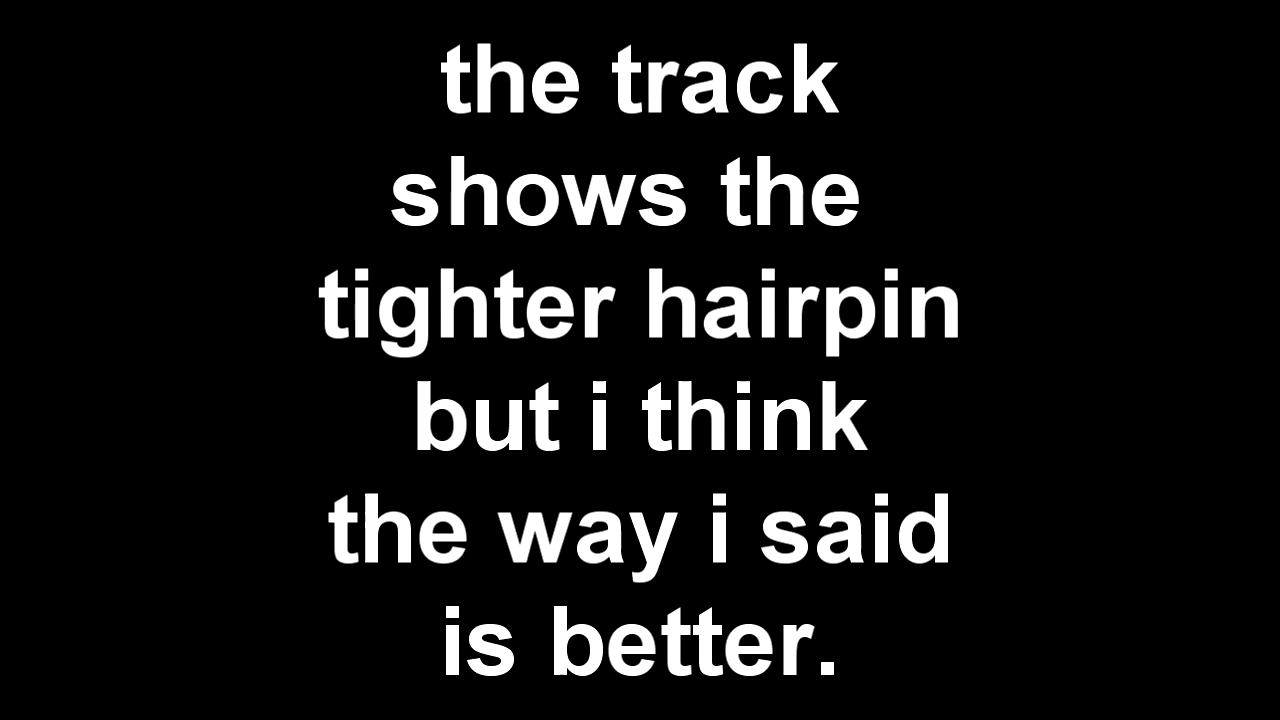 the track
shows the
tighter hairpin
but i think
the way i said
is better.